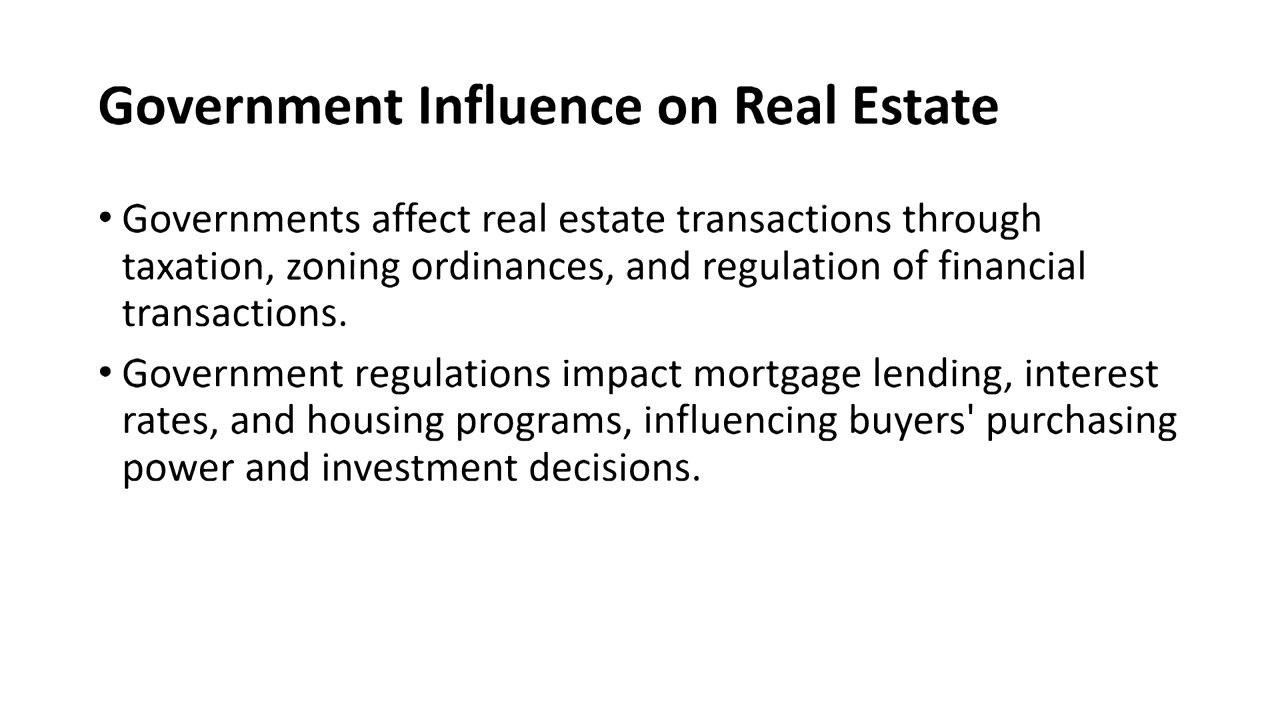 Government Influence on Real Estate
• Governments affect real estate transactions through
taxation, zoning ordinances, and regulation of financial
transactions.
• Government regulations impact mortgage lending, interest
rates, and housing programs, influencing buyers' purchasing
power and investment decisions.